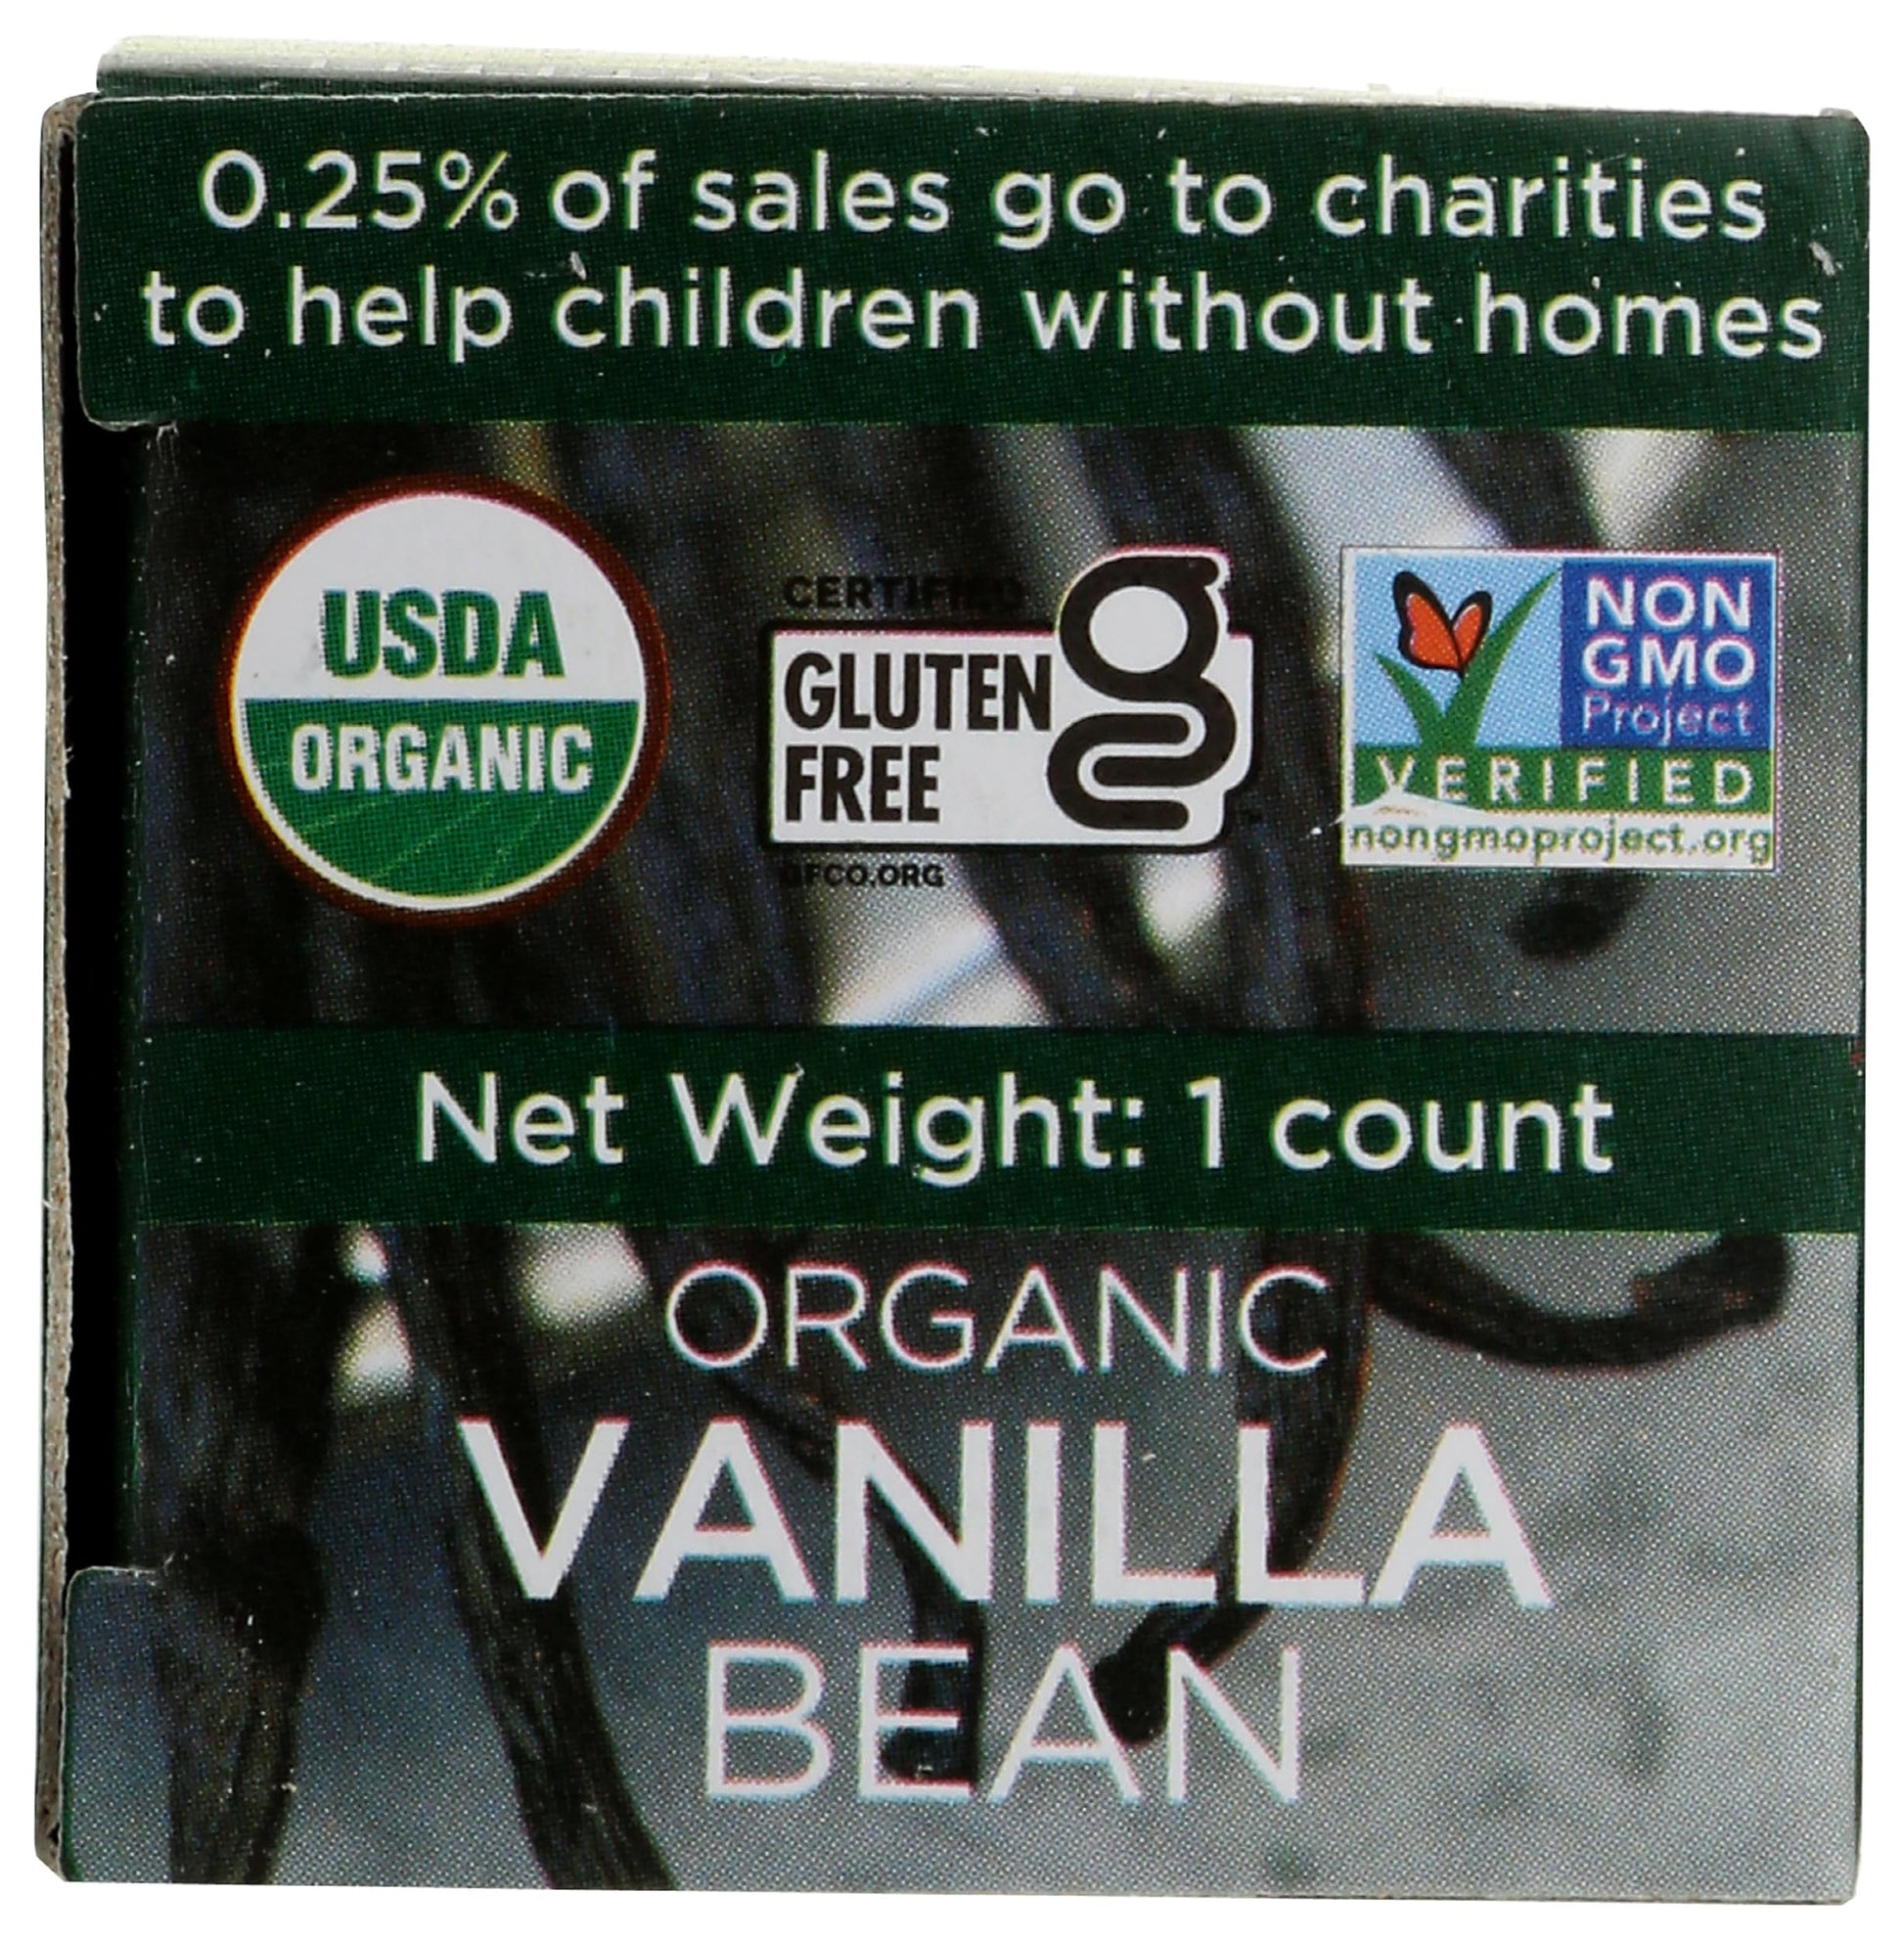 0.25% of sales go to charities
to help children without homes
USDA
ORGANIC
CERTIFIED
GLUTEN
FREE
GFCO.ORG
NON
GMO
Project
VERIFIED
nongmoproject.org
Net Weight: 1 count
ORGANIC
VANILLA
BEAN